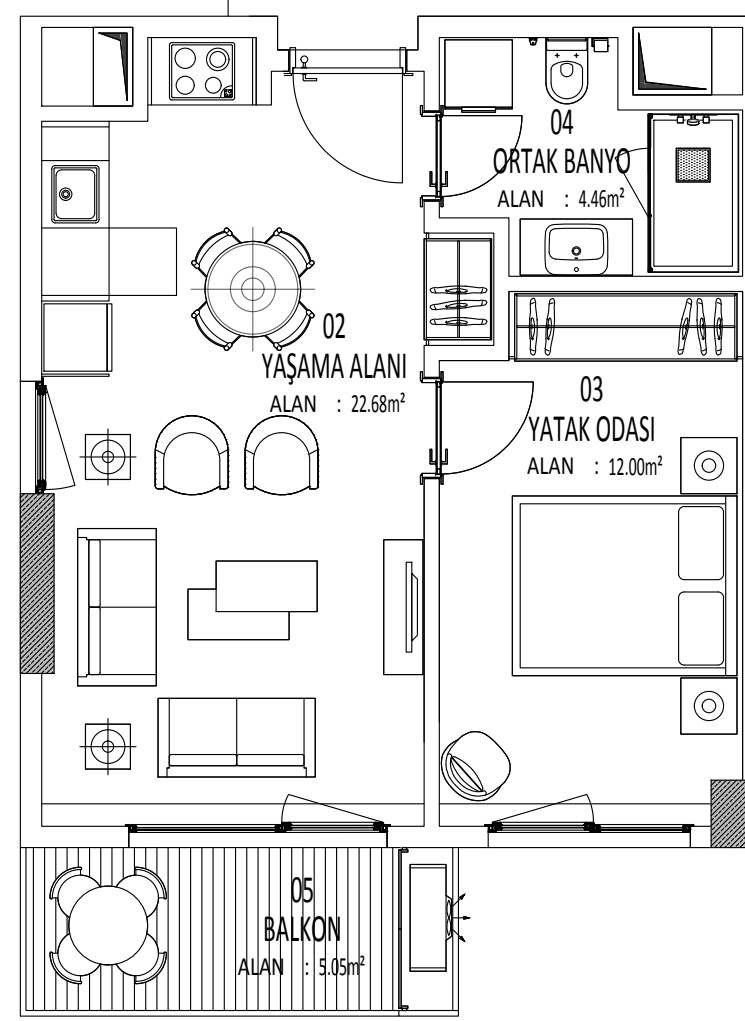 04
ORTAK BANYO
ALAN : 4.46m²
02
YAŞAMA ALANI
ALAN : 22.68m²
03
YATAK ODASI
ALAN : 12.00m²
05
BALKON
ALAN : 5.05m²